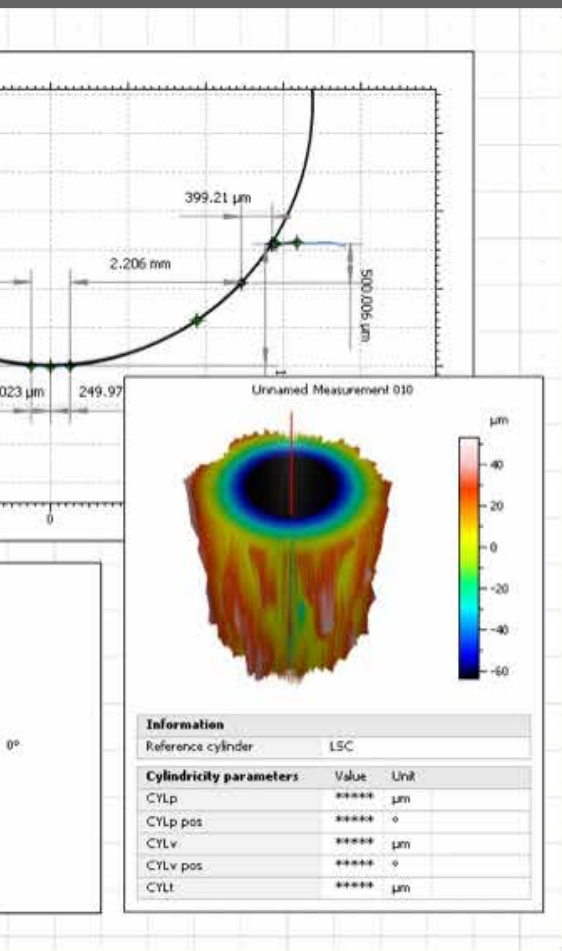 399.21 µm
2.206 mm
500.006 µm
023 µm
249.97
0
Unnamed Measurement 010
µm
40
20
0
-20
-40
-60
0°
Information
Reference cylinder LSC
Cylindricity parameters Value Unit
CYLp ***** µm
CYLp pos ***** °
CYLv ***** µm
CYLv pos ***** °
CYLt ***** µm